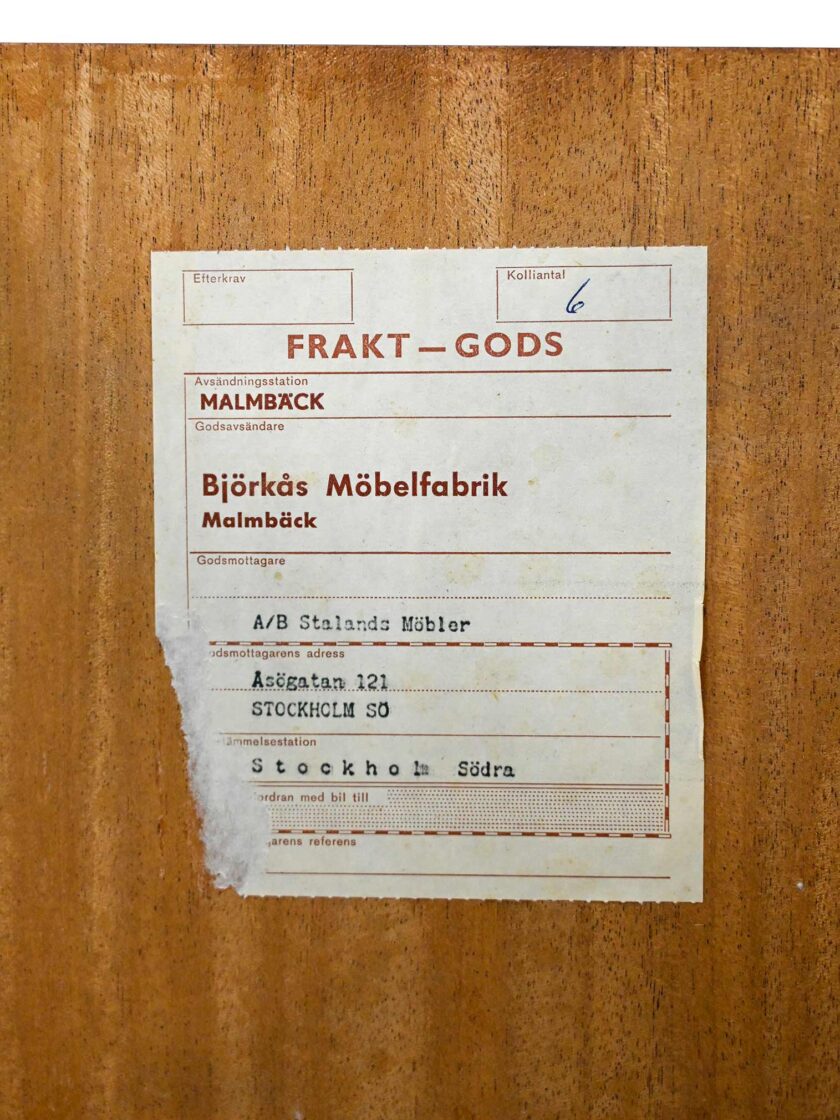 Efterkrav
Kolliantal
6
FRAKT — GODS
Avsändningsstation
MALMBÄCK
Godsavsändare
Björkås Möbelfabrik
Malmbäck
Godsmottagare
A/B Stalands Möbler
odsmottagarens adress
Åsögatan 121
STOCKHOLM SÖ
tämmelsestation
Stockholm Södra
ordran med bil till
garens referens